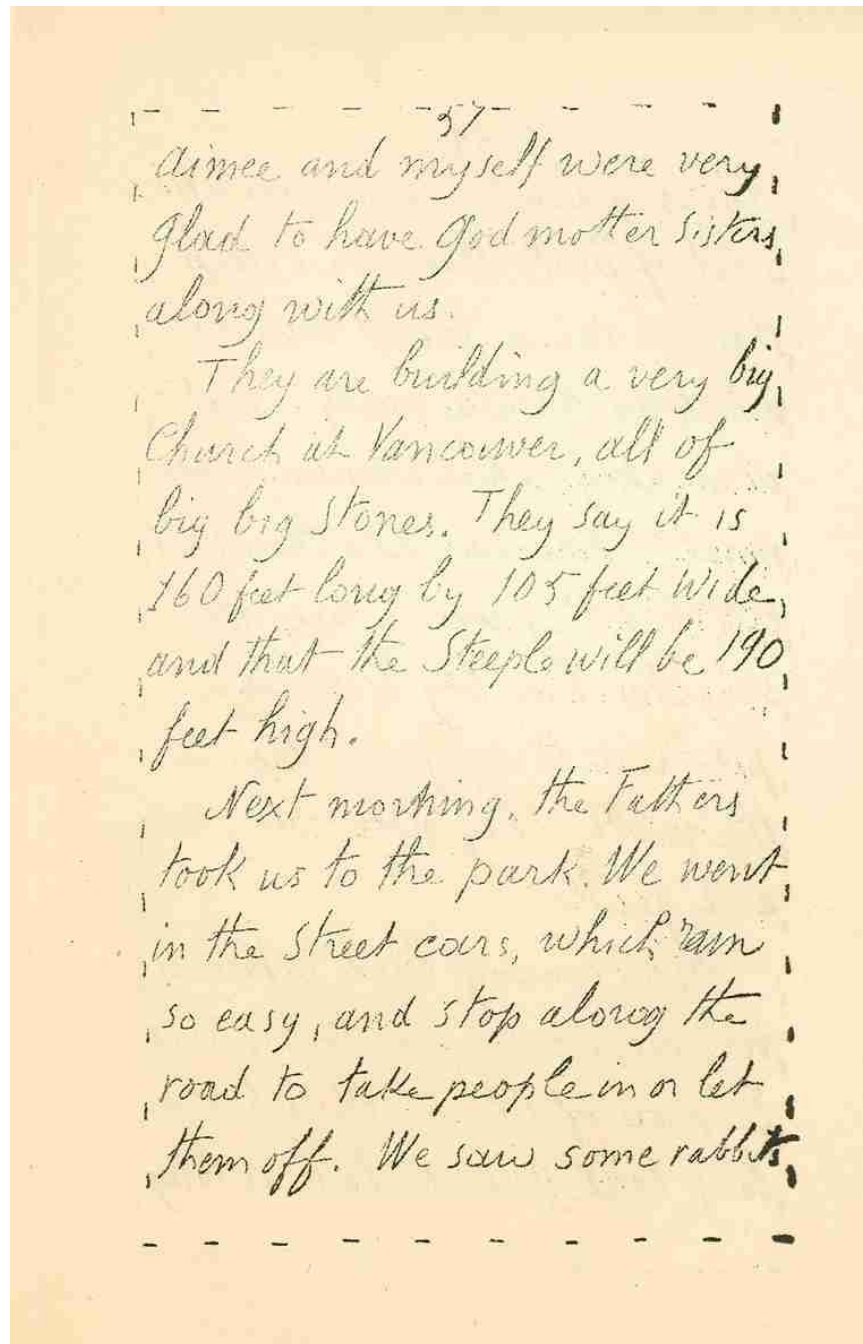 57
Aimee and myself were very
glad to have God motter sisters
along with us.
They are building a very big
Church at Vancouwer, all of
big big stones. They say it is
160 feet long by 105 feet wide,
and that the Steeple will be 190
feet high.
Next morning, the Fathers
took us to the park. We went
in the Street cars, which ran
so easy, and stop along the
road to take people in or let
them off. We saw some rabbits